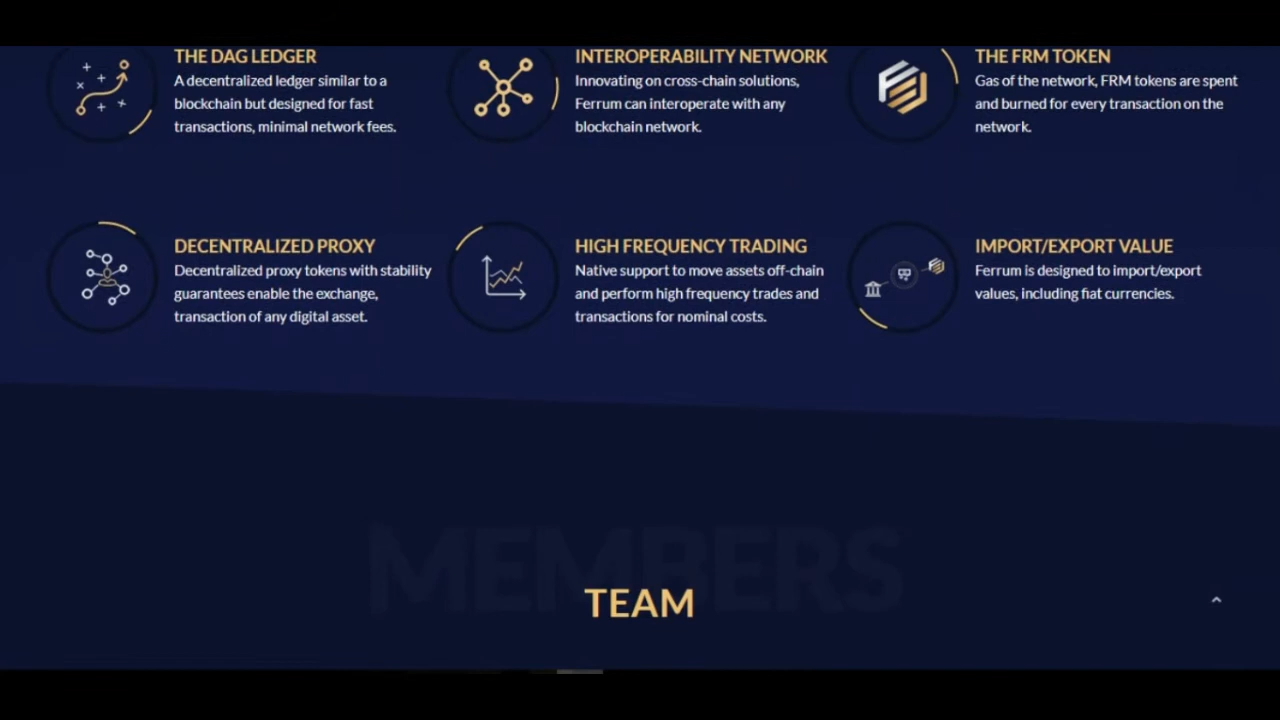 THE DAG LEDGER
A decentralized ledger similar to a
blockchain but designed for fast
transactions, minimal network fees.
INTEROPERABILITY NETWORK
Innovating on cross-chain solutions,
Ferrum can interoperate with any
blockchain network.
THE FRM TOKEN
Gas of the network, FRM tokens are spent
and burned for every transaction on the
network.
DECENTRALIZED PROXY
Decentralized proxy tokens with stability
guarantees enable the exchange,
transaction of any digital asset.
HIGH FREQUENCY TRADING
Native support to move assets off-chain
and perform high frequency trades and
transactions for nominal costs.
IMPORT/EXPORT VALUE
Ferrum is designed to import/export
values, including fiat currencies.
MEMBERS
TEAM